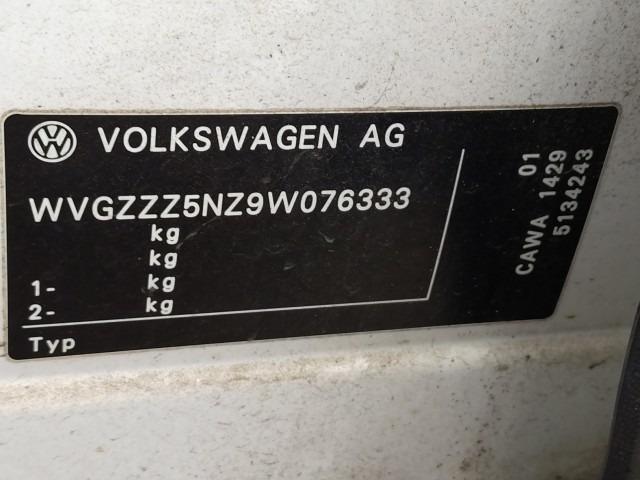 VOLKSWAGEN AG
WVGZZZ5NZ9W076333
kg
kg
1- kg
2- kg
Typ
01
CAWA 1429
5134243